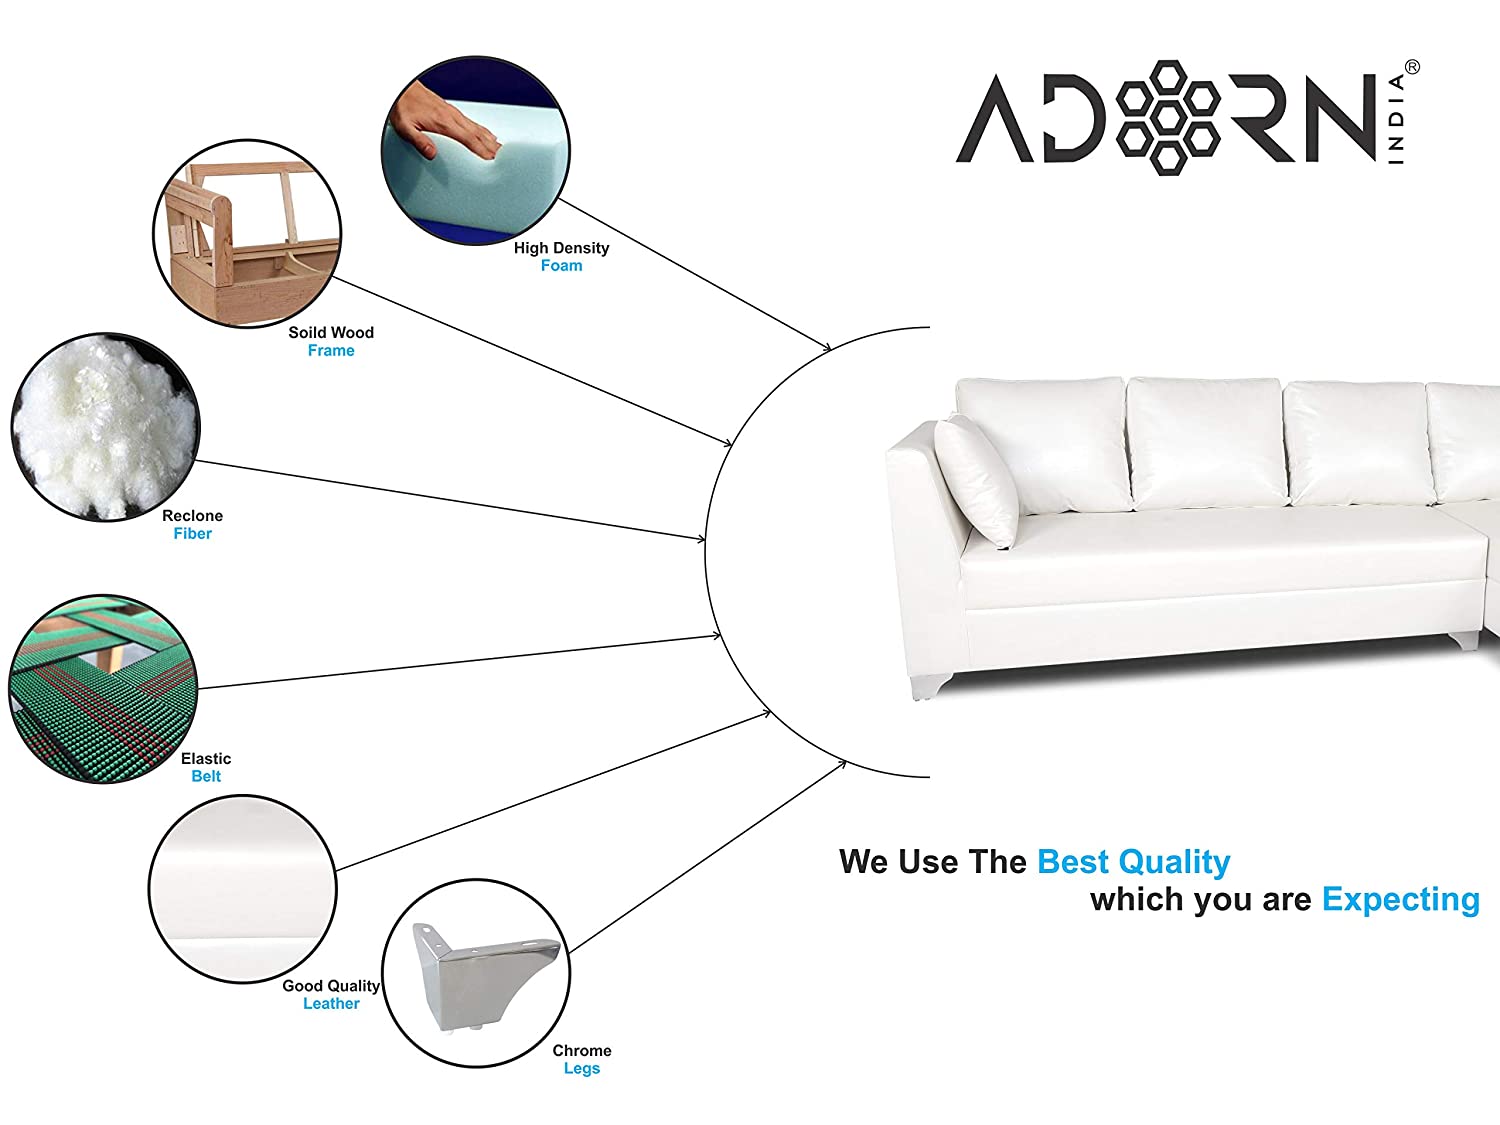 ADORN
INDIA®
High Density
Foam
Soild Wood
Frame
Reclone
Fiber
Elastic
Belt
Good Quality
Leather
Chrome
Legs
We Use The Best Quality
which you are Expecting